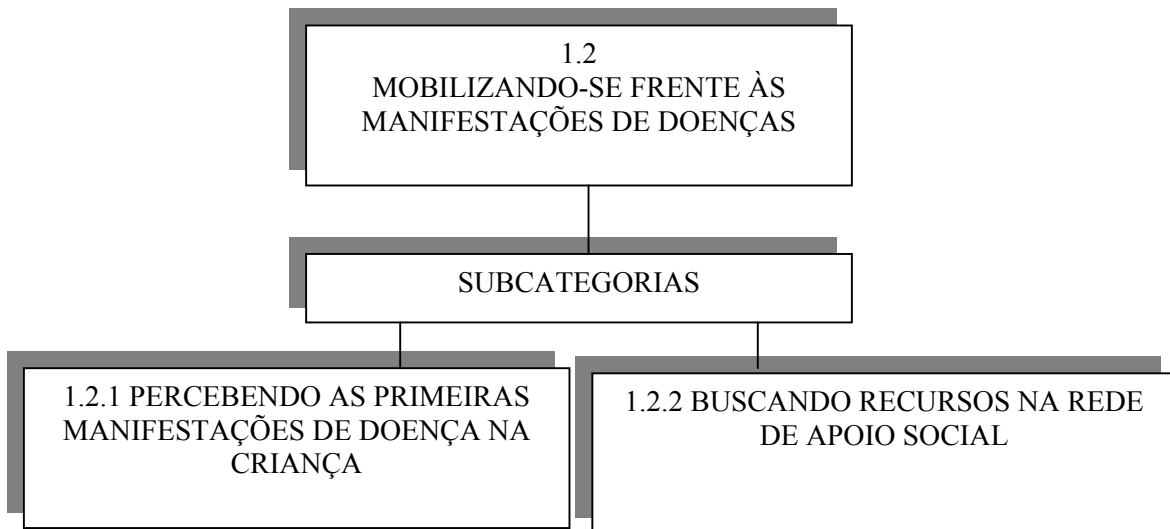 1.2
MOBILIZANDO-SE FRENTE ÀS
MANIFESTAÇÕES DE DOENÇAS
SUBCATEGORIAS
1.2.1 PERCEBENDO AS PRIMEIRAS
MANIFESTAÇÕES DE DOENÇA NA
CRIANÇA
1.2.2 BUSCANDO RECURSOS NA REDE
DE APOIO SOCIAL